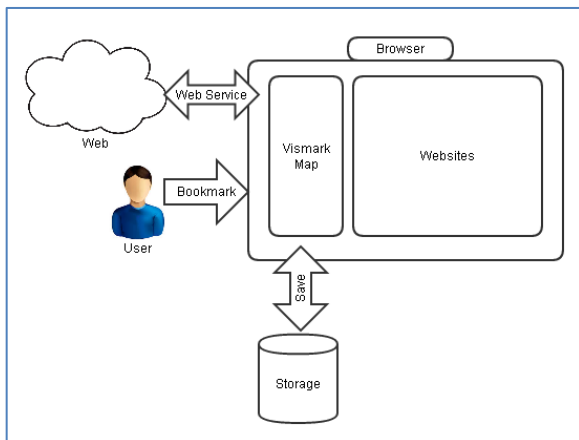 Browser
Web Service
Web
Vismark
Map
Websites
Bookmark
User
Save
Storage